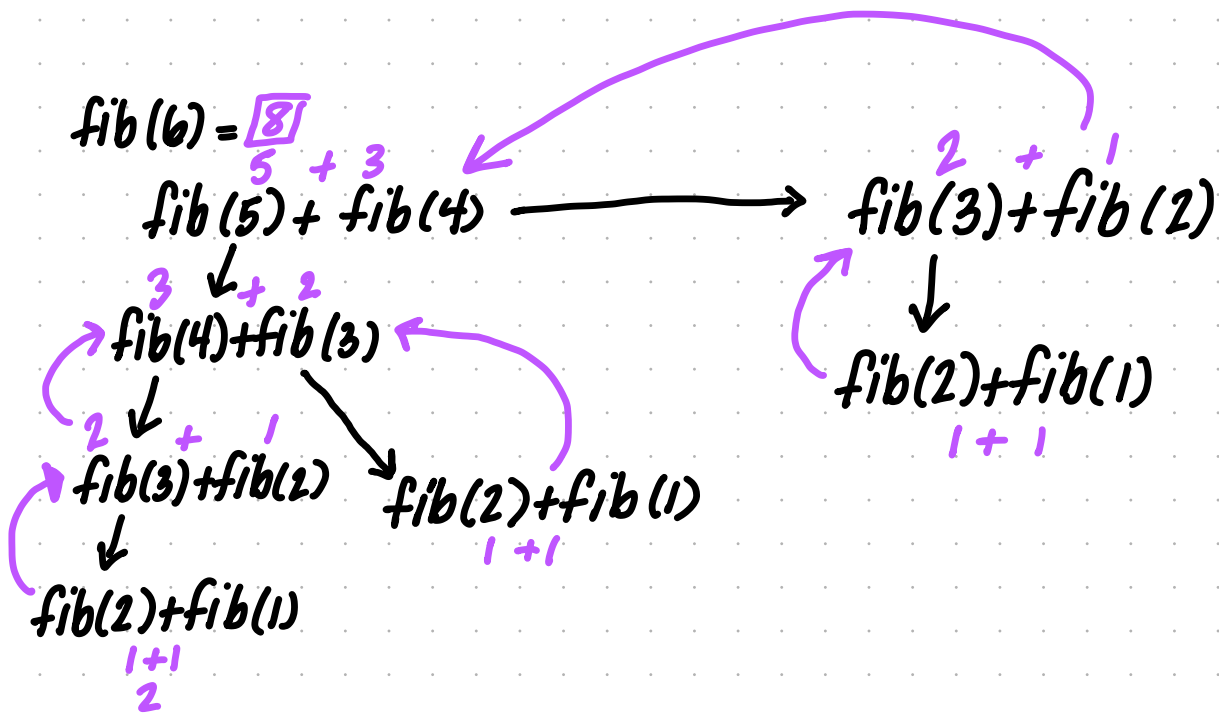 fib(6) = 8
5 + 3
fib(5) + fib(4)
2 + 1
fib(3) + fib(2)
3 + 2
fib(4) + fib(3)
fib(2) + fib(1)
1 + 1
2 + 1
fib(3) + fib(2)
fib(2) + fib(1)
1 + 1
fib(2) + fib(1)
1 + 1
2